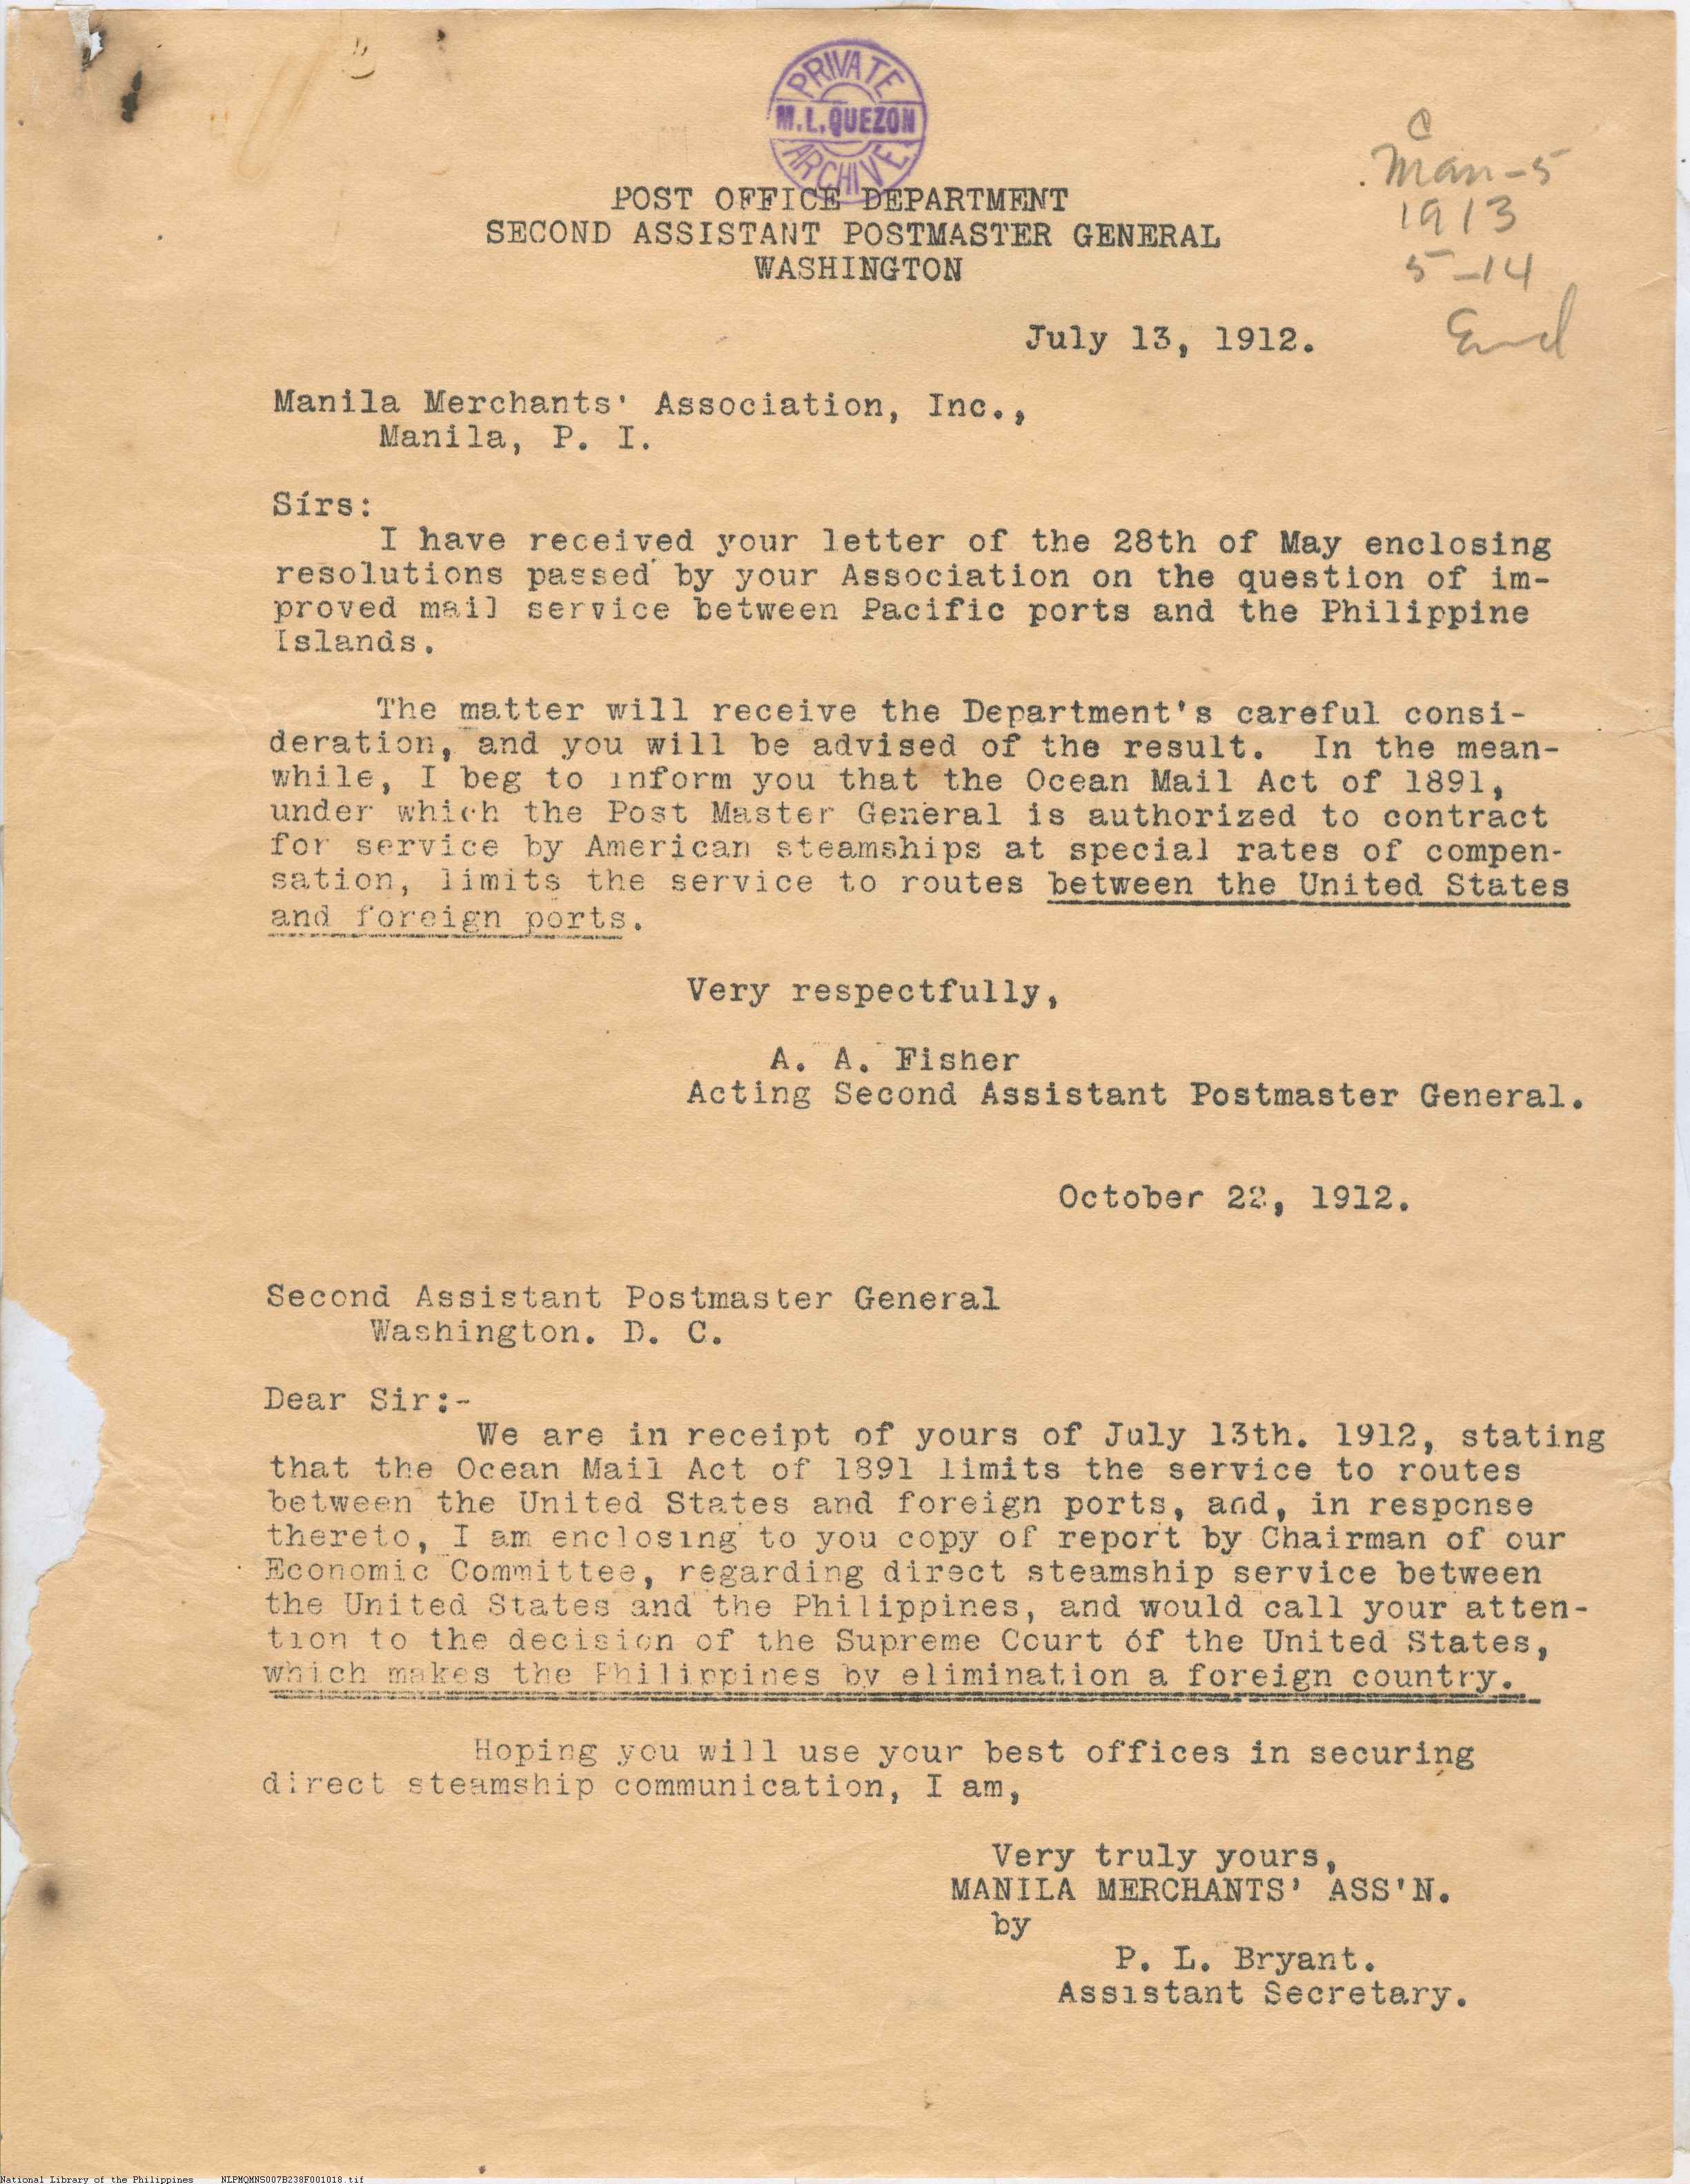 PRIVATE
M.L.QUEZON
ARCHIVE
POST OFFICE DEPARTMENT
SECOND ASSISTANT POSTMASTER GENERAL
WASHINGTON
C
Man-5
1913
5-14
End
July 13, 1912.
Manila Merchants' Association, Inc.,
Manila, P. I.
Sirs:
I have received your letter of the 28th of May enclosing
resolutions passed by your Association on the question of im-
proved mail service between Pacific ports and the Philippine
Islands.
The matter will receive the Department's careful consi-
deration, and you will be advised of the result. In the mean-
while, I beg to inform you that the Ocean Mail Act of 1891,
under which the Post Master General is authorized to contract
for service by American steamships at special rates of compen-
sation, limits the service to routes between the United States
and foreign ports.
Very respectfully,
A. A. Fisher
Acting Second Assistant Postmaster General.
October 22, 1912.
Second Assistant Postmaster General
Washington. D. C.
Dear Sir:-
We are in receipt of yours of July 13th. 1912, stating
that the Ocean Mail Act of 1891 limits the service to routes
between the United States and foreign ports, and, in response
thereto, I am enclosing to you copy of report by Chairman of our
Economic Committee, regarding direct steamship service between
the United States and the Philippines, and would call your atten-
tion to the decision of the Supreme Court of the United States,
which makes the Philippines by elimination a foreign country.
Hoping you will use your best offices in securing
direct steamship communication, I am,
Very truly yours,
MANILA MERCHANTS' ASS'N.
by
P. L. Bryant.
Assistant Secretary.
National Library of the Philippines NLPMQMNS007B238F001018.tif